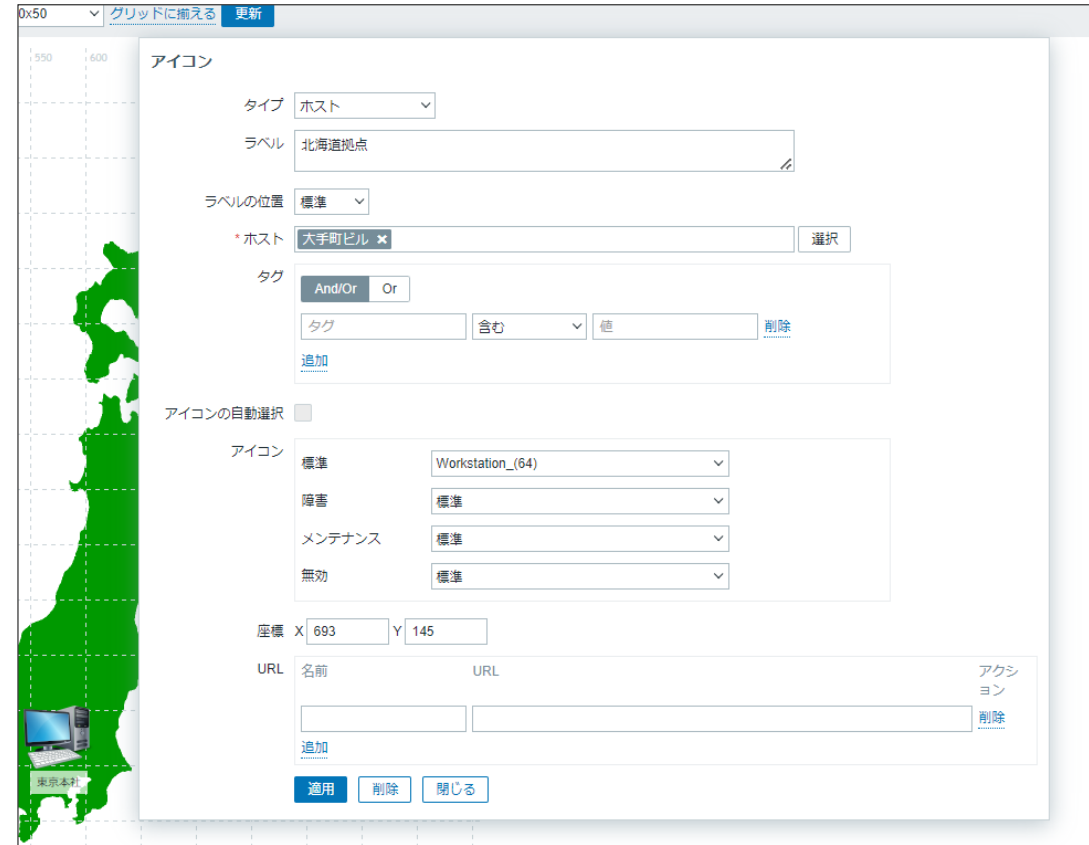 0x50 グリッドに揃える 更新
550 600
アイコン
タイプ ホスト
ラベル 北海道拠点
ラベルの位置 標準
* ホスト 大手町ビル 選択
タグ And/Or Or
タグ 含む 値 削除
追加
アイコンの自動選択
アイコン 標準 Workstation_(64)
障害 標準
メンテナンス 標準
無効 標準
座標 X 693 Y 145
URL 名前 URL アクシ
ョン
削除
追加
東京本社
適用 削除 閉じる